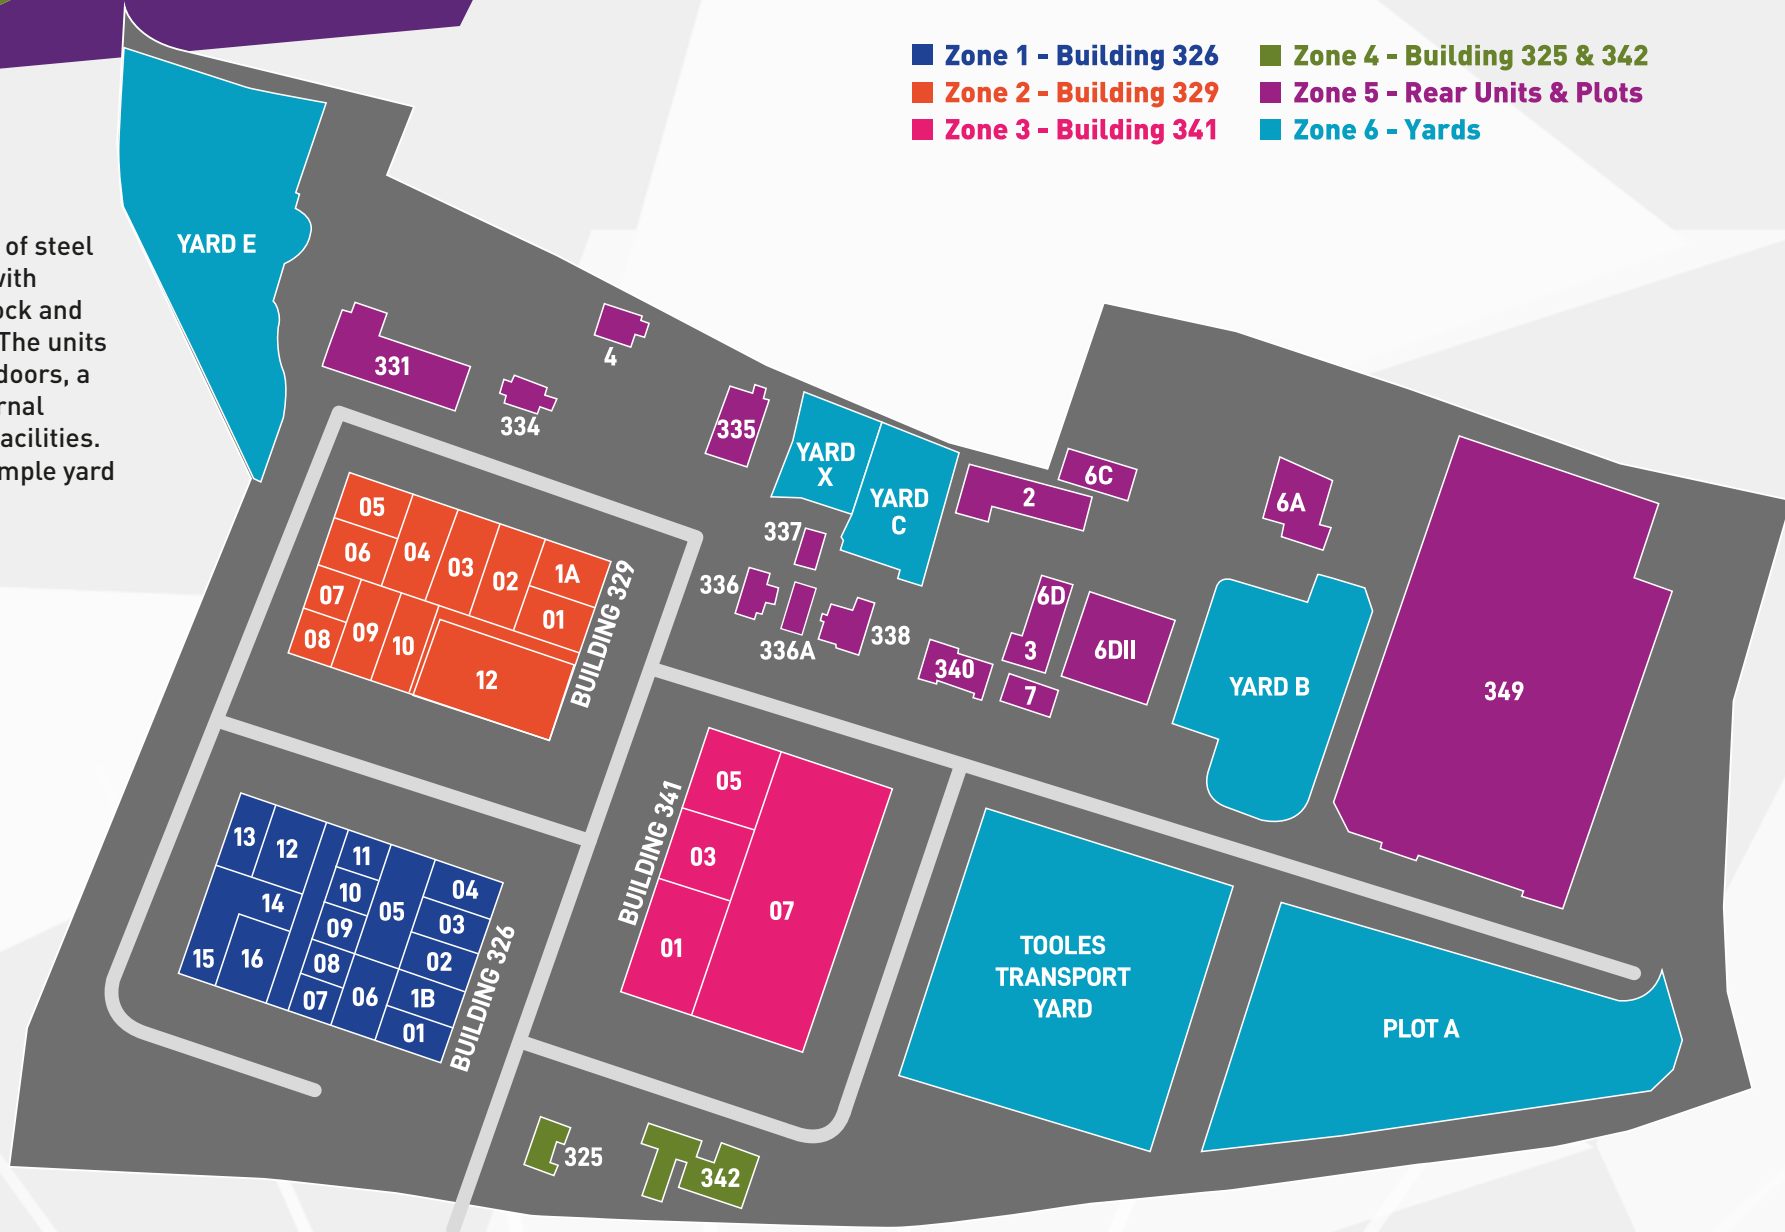 Zone 1 - Building 326
Zone 2 - Building 329
Zone 3 - Building 341
Zone 4 - Building 325 & 342
Zone 5 - Rear Units & Plots
Zone 6 - Yards
of steel
with
ock and
The units
doors, a
rnal
acilities.
mple yard
YARD E
331
4
334
335
YARD
X
YARD
C
2
6C
6A
337
336
336A
338
340
6D
3
7
6DII
YARD B
349
05
06
04
03
02
1A
01
07
08
09
10
12
BUILDING 329
13
12
11
10
09
08
07
14
15
16
05
06
04
03
02
1B
01
BUILDING 326
BUILDING 341
05
03
01
07
TOOLES
TRANSPORT
YARD
PLOT A
325
342